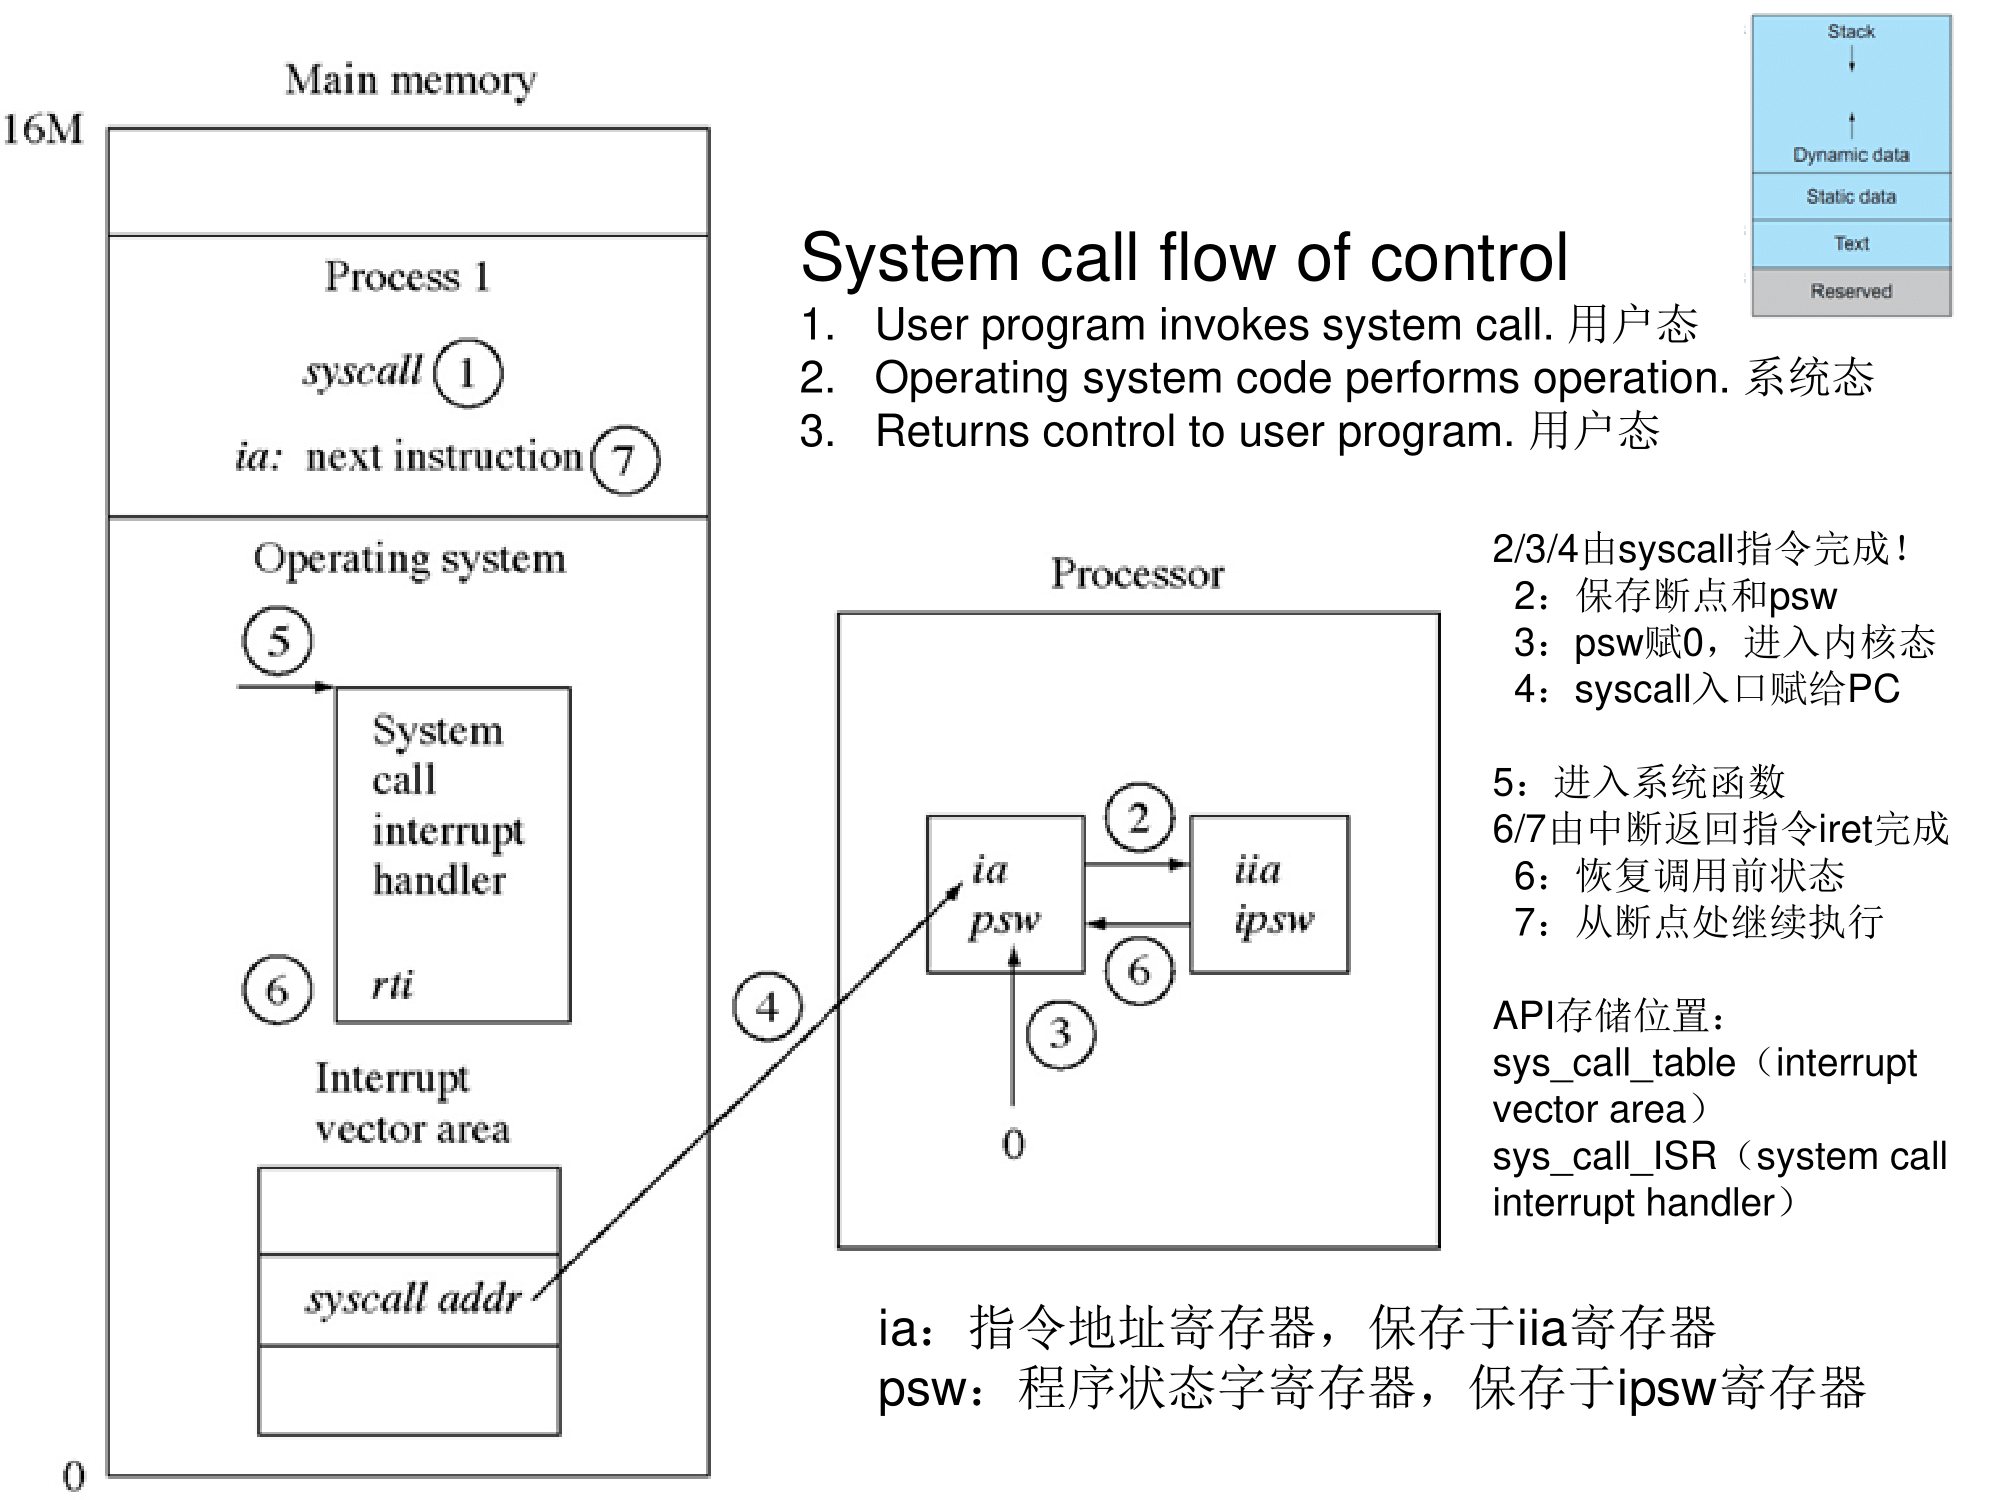 Main memory
16M
Process 1
syscall 1
ia: next instruction 7
Operating system
5
System
call
interrupt
handler
6
rti
Interrupt
vector area
syscall addr
0
Stack
Dynamic data
Static data
Text
Reserved
System call flow of control
1. User program invokes system call. 用户态
2. Operating system code performs operation. 系统态
3. Returns control to user program. 用户态
Processor
2
ia
psw
iia
ipsw
6
4
3
0
2/3/4由syscall指令完成！
2：保存断点和psw
3：psw赋0，进入内核态
4：syscall入口赋给PC
5：进入系统函数
6/7由中断返回指令iret完成
6：恢复调用前状态
7：从断点处继续执行
API存储位置：
sys_call_table（interrupt
vector area）
sys_call_ISR（system call
interrupt handler）
ia：指令地址寄存器，保存于iia寄存器
psw：程序状态字寄存器，保存于ipsw寄存器